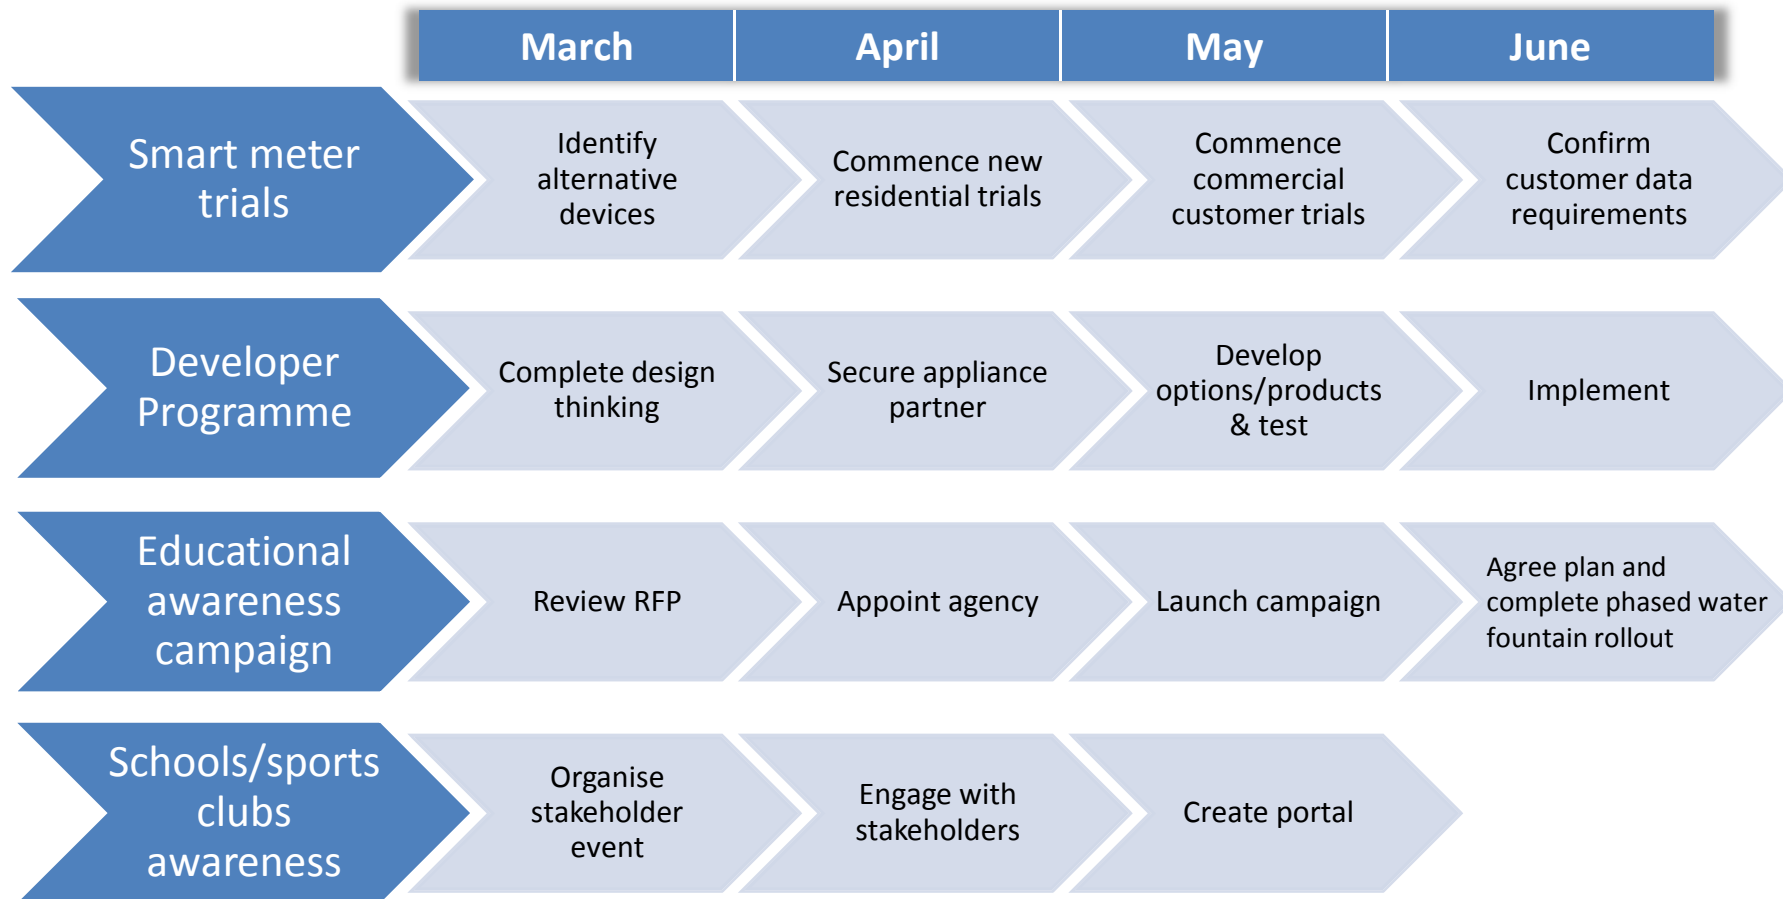 March April May June
Smart meter
trials
Identify
alternative
devices
Commence new
residential trials
Commence
commercial
customer trials
Confirm
customer data
requirements
Developer
Programme
Complete design
thinking
Secure appliance
partner
Develop
options/products
& test
Implement
Educational
awareness
campaign
Review RFP
Appoint agency
Launch campaign
Agree plan and
complete phased water
fountain rollout
Schools/sports
clubs
awareness
Organise
stakeholder
event
Engage with
stakeholders
Create portal